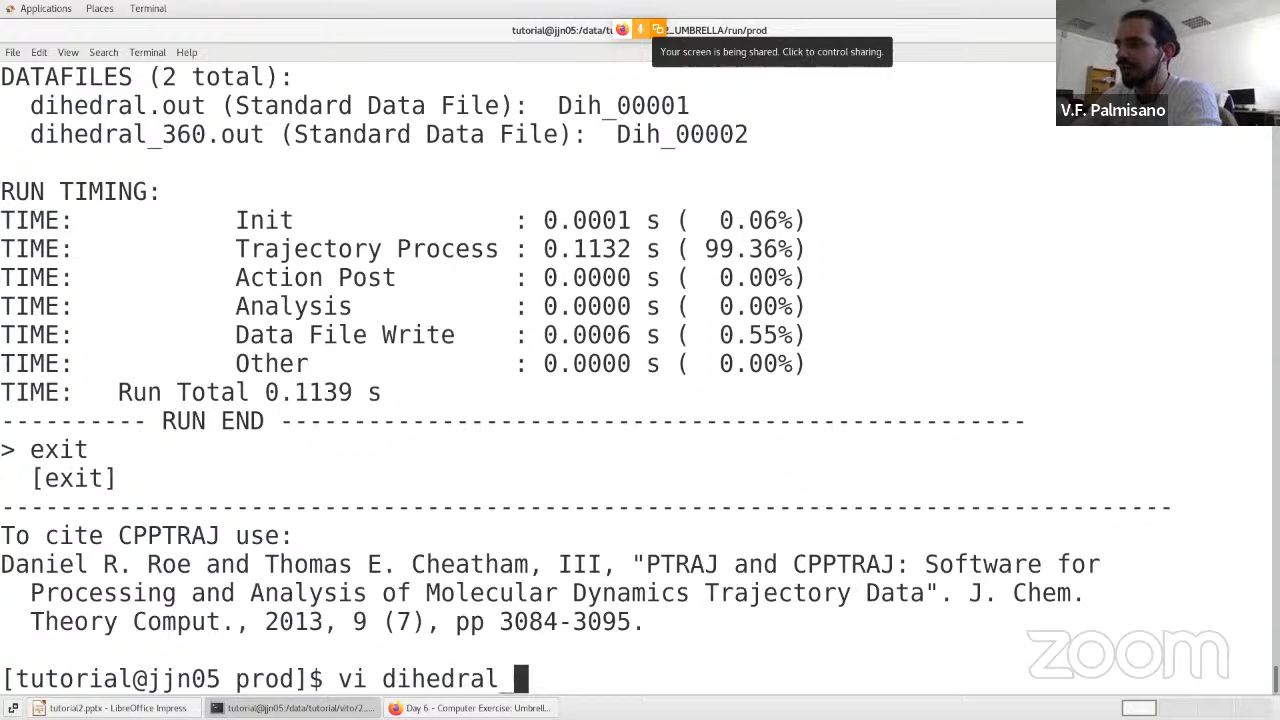 Applications Places Terminal
tutorial@jjn05:/data/tu 2_UMBRELLA/run/prod
File Edit View Search Terminal Help
Your screen is being shared. Click to control sharing.
V.F. Palmisano
DATAFILES (2 total):
dihedral.out (Standard Data File): Dih_00001
dihedral_360.out (Standard Data File): Dih_00002
RUN TIMING:
TIME: Init : 0.0001 s ( 0.06%)
TIME: Trajectory Process : 0.1132 s ( 99.36%)
TIME: Action Post : 0.0000 s ( 0.00%)
TIME: Analysis : 0.0000 s ( 0.00%)
TIME: Data File Write : 0.0006 s ( 0.55%)
TIME: Other : 0.0000 s ( 0.00%)
TIME: Run Total 0.1139 s
---------- RUN END ---------------------------------------------------
> exit
[exit]
--------------------------------------------------------------------------------
To cite CPPTRAJ use:
Daniel R. Roe and Thomas E. Cheatham, III, "PTRAJ and CPPTRAJ: Software for
Processing and Analysis of Molecular Dynamics Trajectory Data". J. Chem.
Theory Comput., 2013, 9 (7), pp 3084-3095.
[tutorial@jjn05 prod]$ vi dihedral_
zoom
tutorial2.pptx - LibreOffice Impress
tutorial@jjn05:/data/tutorial/vito/2....
Day 6 - Computer Exercise: Umbrell...